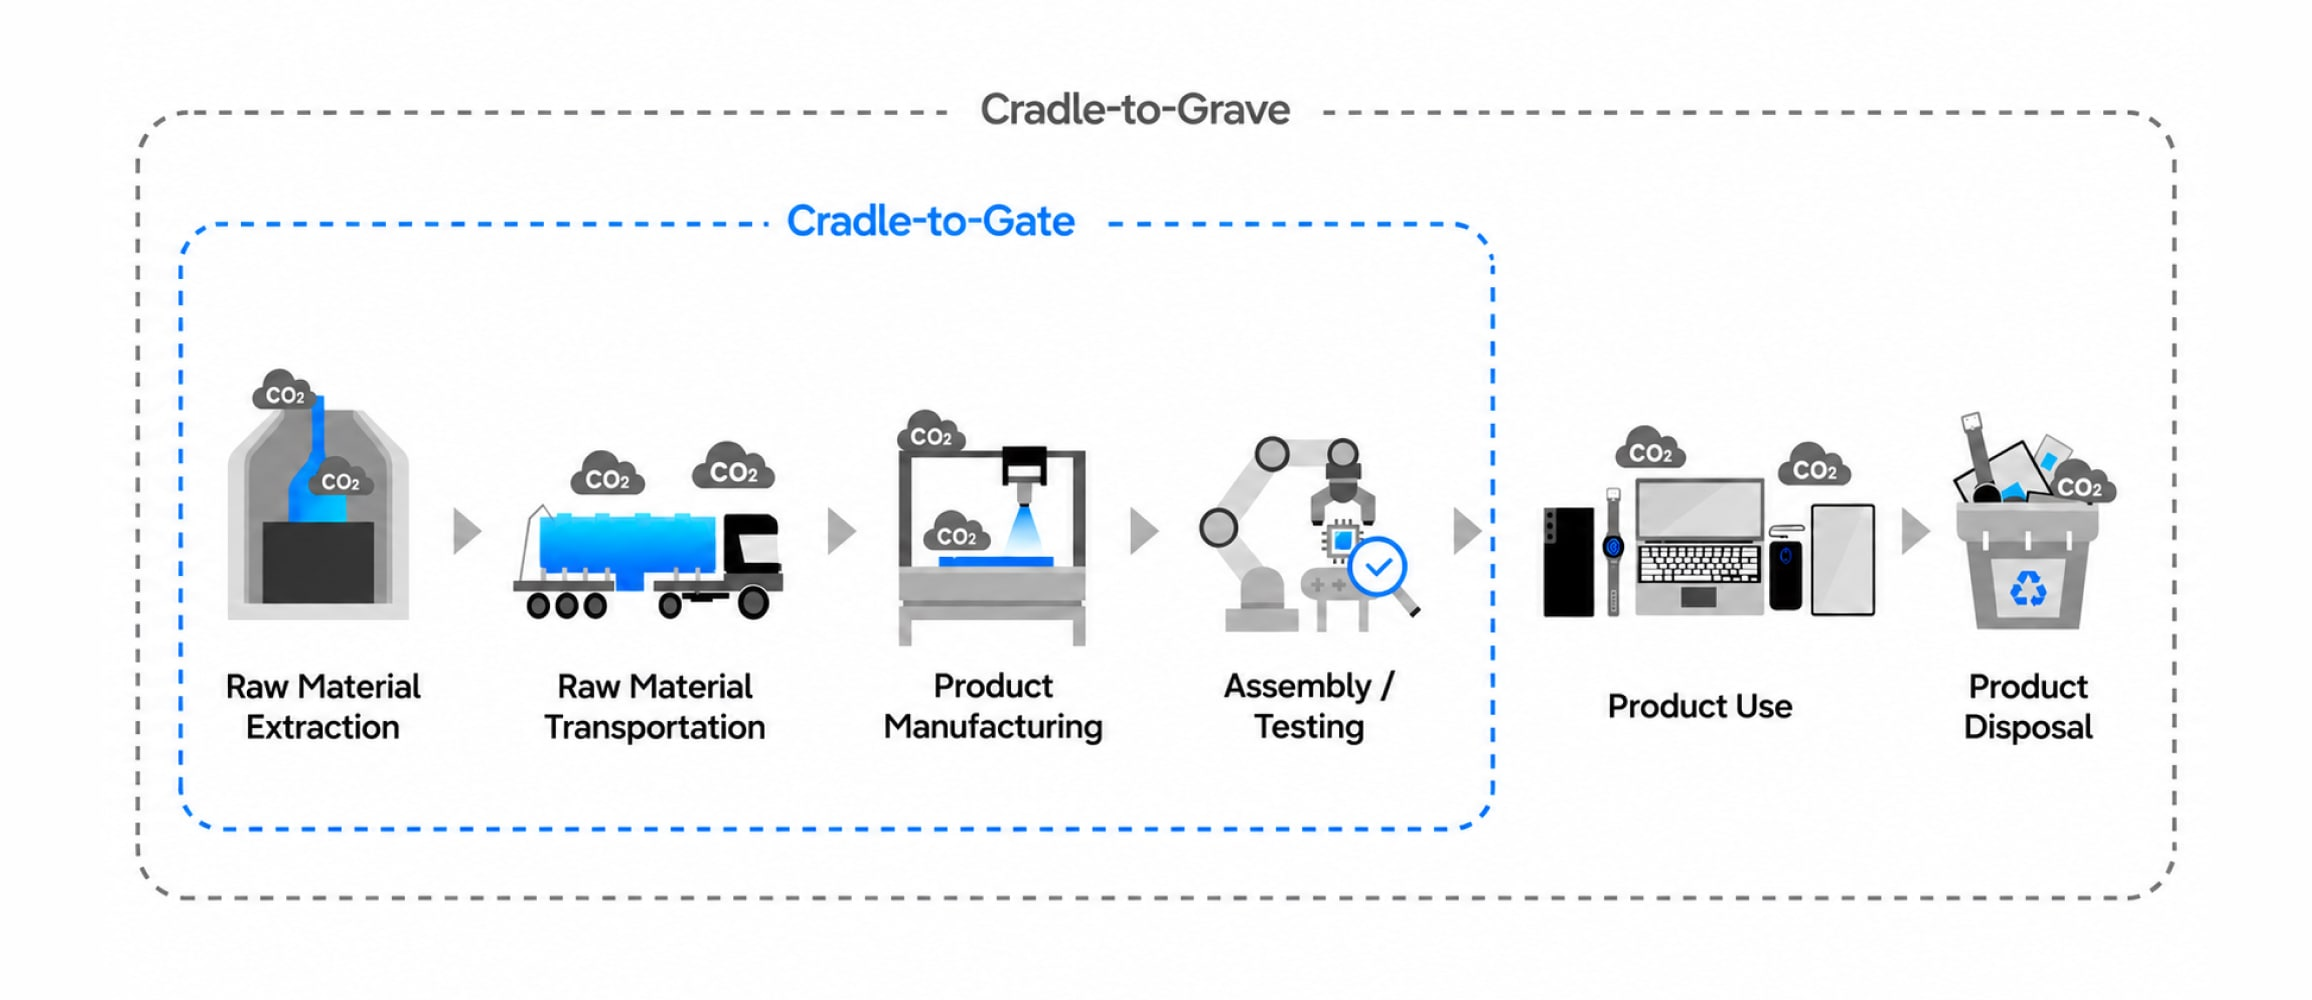 Cradle-to-Grave
Cradle-to-Gate
CO₂
CO₂
Raw Material
Extraction
CO₂
CO₂
Raw Material
Transportation
CO₂
CO₂
Product
Manufacturing
Assembly /
Testing
CO₂
CO₂
Product Use
CO₂
Product
Disposal